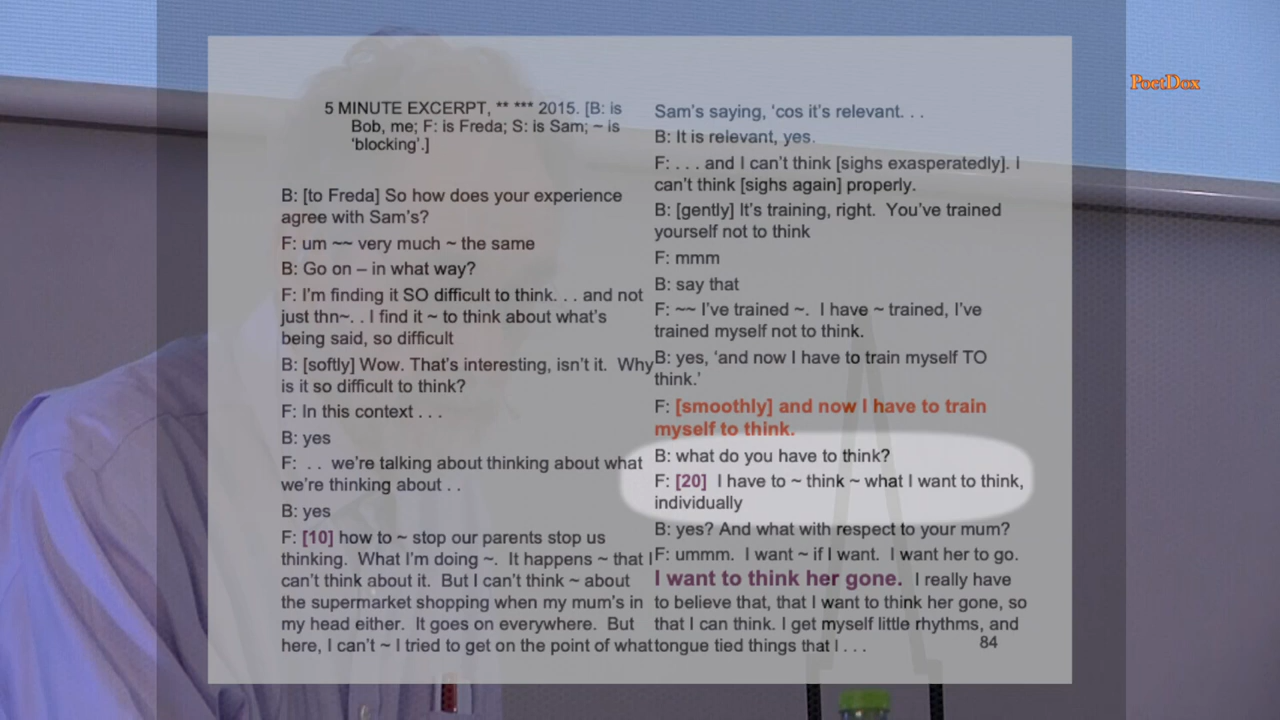 PoetDox
5 MINUTE EXCERPT, ** *** 2015. [B: is
Bob, me; F: is Freda; S: is Sam; ~ is
'blocking'.]
B: [to Freda] So how does your experience
agree with Sam's?
F: um ~~ very much ~ the same
B: Go on – in what way?
F: I'm finding it SO difficult to think. . . and not
just thn~. . I find it ~ to think about what's
being said, so difficult
B: [softly] Wow. That's interesting, isn't it. Why
is it so difficult to think?
F: In this context . . .
B: yes
F: . . we're talking about thinking about what
we're thinking about . .
B: yes
F: [10] how to ~ stop our parents stop us
thinking. What I'm doing ~. It happens ~ that I
can't think about it. But I can't think ~ about
the supermarket shopping when my mum's in
my head either. It goes on everywhere. But
here, I can't ~ I tried to get on the point of what
Sam's saying, 'cos it's relevant. . .
B: It is relevant, yes.
F: . . . and I can't think [sighs exasperatedly]. I
can't think [sighs again] properly.
B: [gently] It's training, right. You've trained
yourself not to think
F: mmm
B: say that
F: ~~ I've trained ~. I have ~ trained, I've
trained myself not to think.
B: yes, 'and now I have to train myself TO
think.'
F: [smoothly] and now I have to train
myself to think.
B: what do you have to think?
F: [20] I have to ~ think ~ what I want to think,
individually
B: yes? And what with respect to your mum?
F: ummm. I want ~ if I want. I want her to go.
I want to think her gone. I really have
to believe that, that I want to think her gone, so
that I can think. I get myself little rhythms, and
tongue tied things that I . . .
84